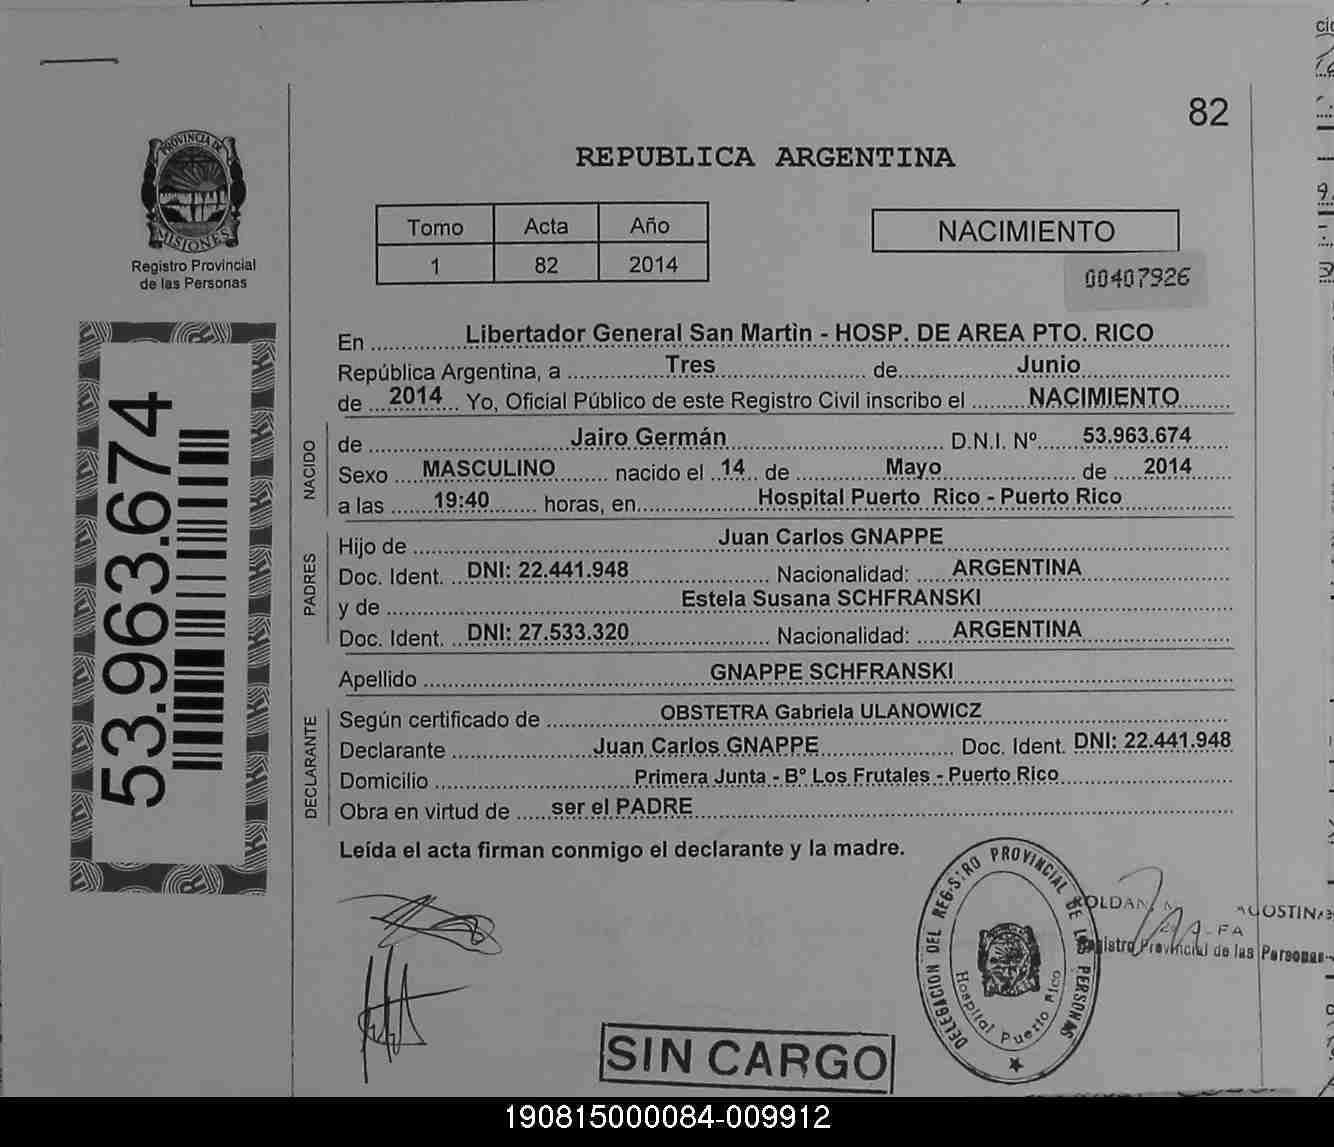 82
PROVINCIA DE
MISIONES
Registro Provincial
de las Personas
REPUBLICA ARGENTINA
Tomo Acta Año
1 82 2014
NACIMIENTO
00407926
53.963.674
En Libertador General San Martìn - HOSP. DE AREA PTO. RICO
República Argentina, a Tres de Junio
de 2014 Yo, Oficial Público de este Registro Civil inscribo el NACIMIENTO
NACIDO
de Jairo Germán D.N.I. Nº 53.963.674
Sexo MASCULINO nacido el 14 de Mayo de 2014
a las 19:40 horas, en Hospital Puerto Rico - Puerto Rico
PADRES
Hijo de Juan Carlos GNAPPE
Doc. Ident. DNI: 22.441.948 Nacionalidad: ARGENTINA
y de Estela Susana SCHFRANSKI
Doc. Ident. DNI: 27.533.320 Nacionalidad: ARGENTINA
Apellido GNAPPE SCHFRANSKI
DECLARANTE
Según certificado de OBSTETRA Gabriela ULANOWICZ
Declarante Juan Carlos GNAPPE Doc. Ident. DNI: 22.441.948
Domicilio Primera Junta - B° Los Frutales - Puerto Rico
Obra en virtud de ser el PADRE
Leída el acta firman conmigo el declarante y la madre.
DELEGACION DEL REGISTRO PROVINCIAL DE LAS PERSONAS
Hospital Puerto Rico
Registro Provincial de las Personas
SIN CARGO
190815000084-009912